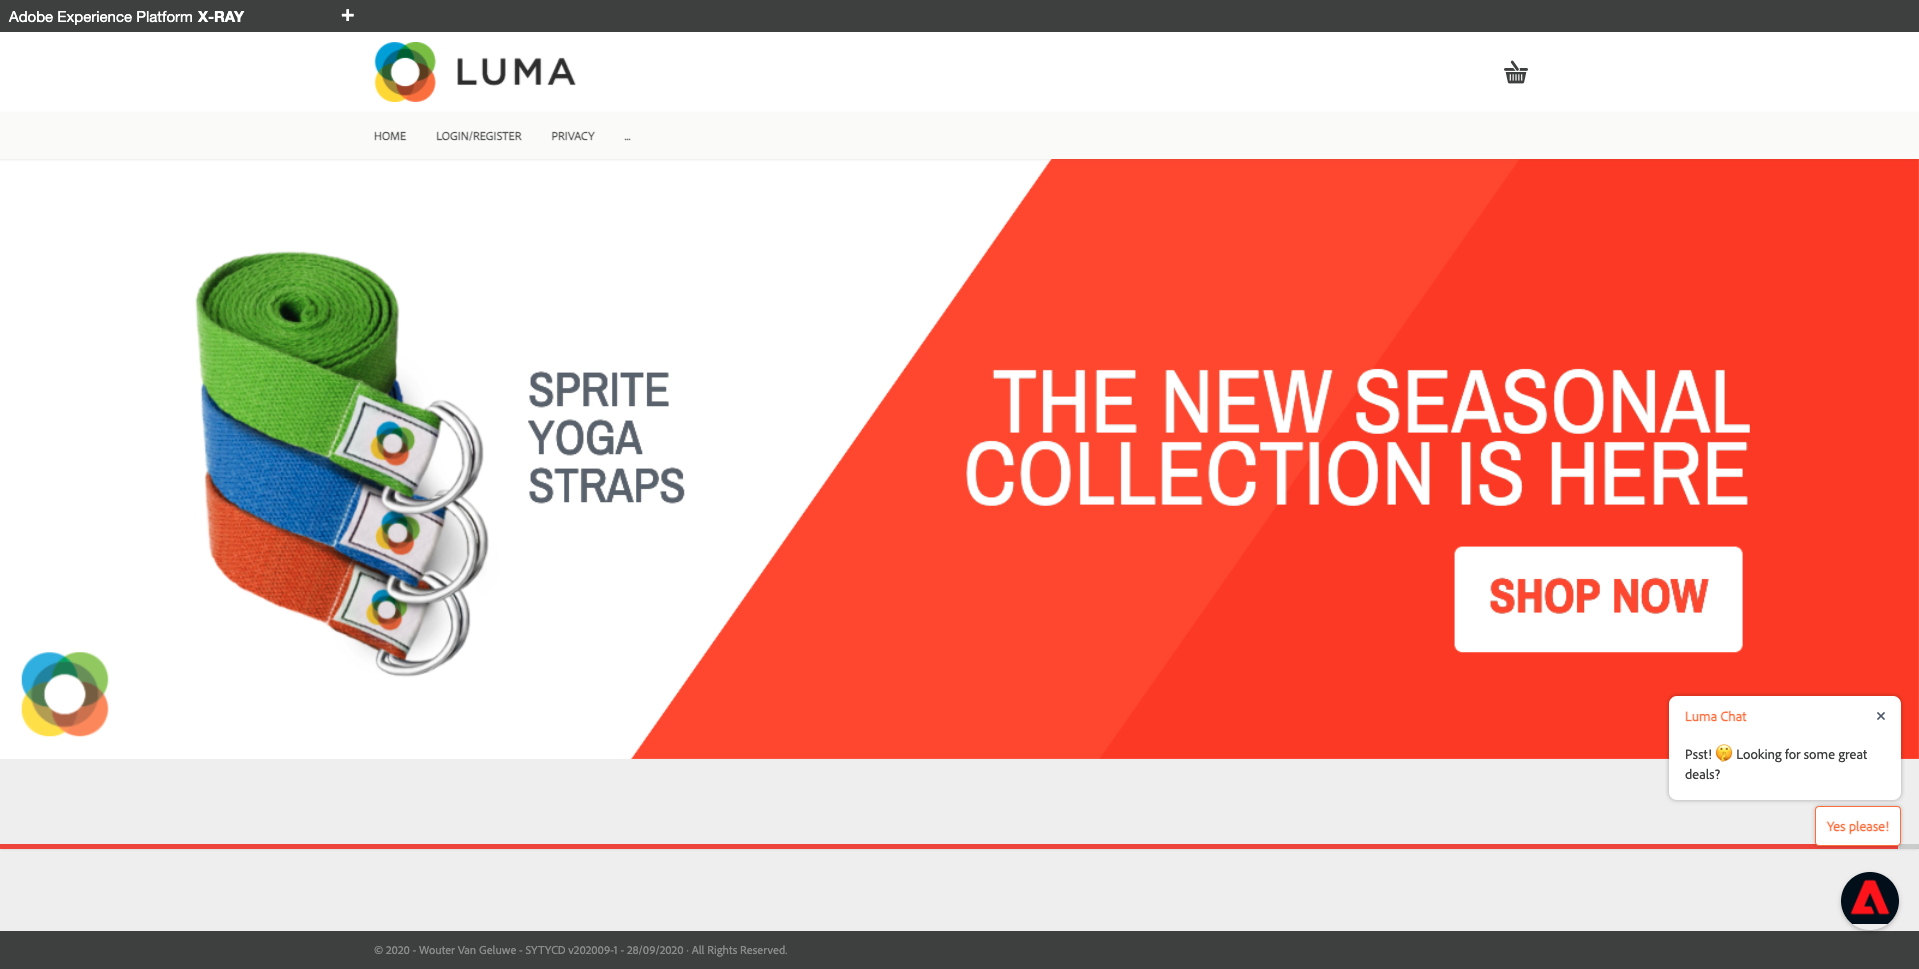 Adobe Experience Platform X-RAY +
LUMA
HOME LOGIN/REGISTER PRIVACY ...
SPRITE
YOGA
STRAPS
THE NEW SEASONAL
COLLECTION IS HERE
SHOP NOW
Luma Chat ×
Psst! 🤫 Looking for some great
deals?
Yes please!
© 2020 - Wouter Van Geluwe - SYTYCD v202009-1 - 28/09/2020 · All Rights Reserved.